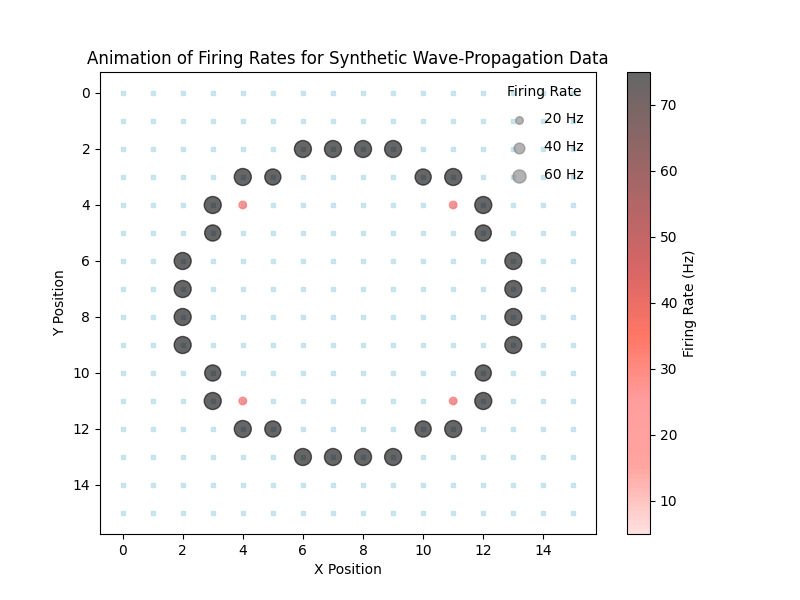 Animation of Firing Rates for Synthetic Wave-Propagation Data
Firing Rate
20 Hz
40 Hz
60 Hz
0
2
4
6
8
10
12
14
Y Position
0 2 4 6 8 10 12 14
X Position
70
60
50
40
30
20
10
Firing Rate (Hz)